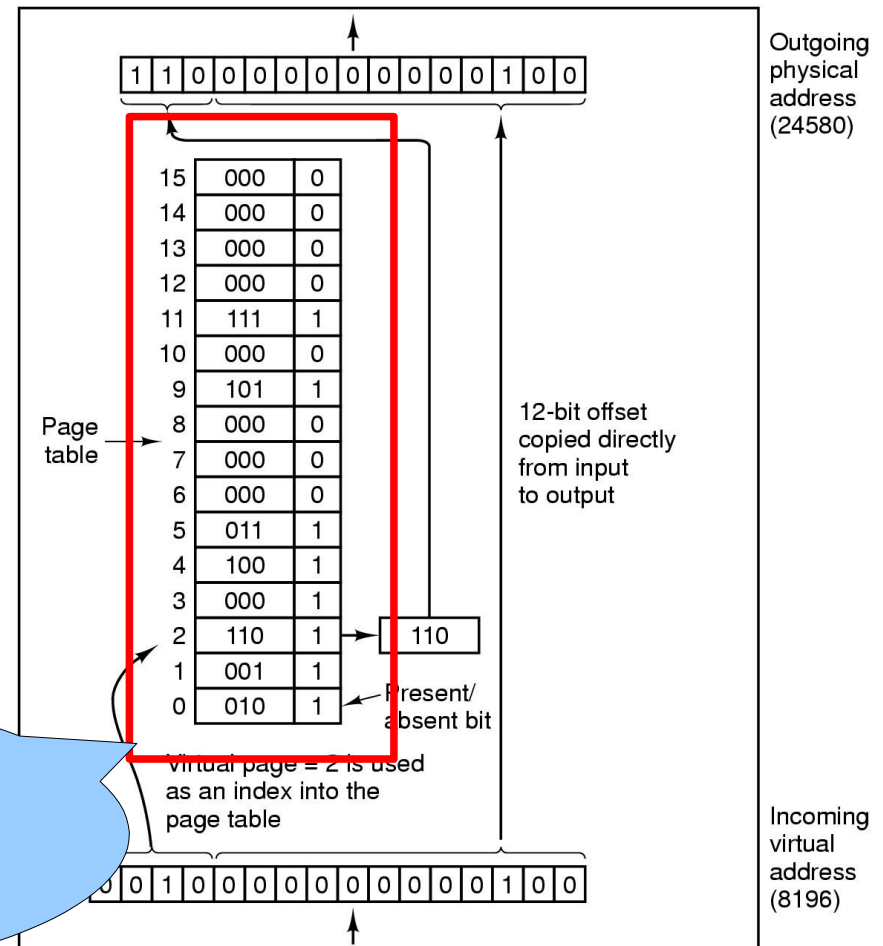 Outgoing
physical
address
(24580)
1 1 0 0 0 0 0 0 0 0 0 0 1 0 0
15 000 0
14 000 0
13 000 0
12 000 0
11 111 1
10 000 0
9 101 1
8 000 0
7 000 0
6 000 0
5 011 1
4 100 1
3 000 1
2 110 1 110
1 001 1
0 010 1
Page
table
12-bit offset
copied directly
from input
to output
Present/
absent bit
Virtual page = 2 is used
as an index into the
page table
0 0 1 0 0 0 0 0 0 0 0 0 0 1 0 0
Incoming
virtual
address
(8196)